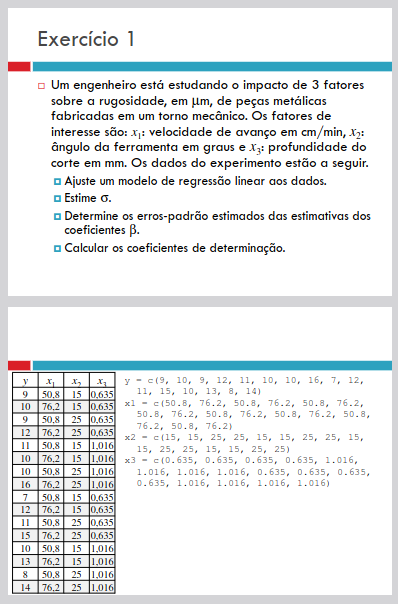 Exercício 1
Um engenheiro está estudando o impacto de 3 fatores
sobre a rugosidade, em μm, de peças metálicas
fabricadas em um torno mecânico. Os fatores de
interesse são: x1: velocidade de avanço em cm/min, x2:
ângulo da ferramenta em graus e x3: profundidade do
corte em mm. Os dados do experimento estão a seguir.
Ajuste um modelo de regressão linear aos dados.
Estime σ.
Determine os erros-padrão estimados das estimativas dos
coeficientes β.
Calcular os coeficientes de determinação.
y x1 x2 x3
9 50,8 15 0,635
10 76,2 15 0,635
9 50,8 25 0,635
12 76,2 25 0,635
11 50,8 15 1,016
10 76,2 15 1,016
10 50,8 25 1,016
16 76,2 25 1,016
7 50,8 15 0,635
12 76,2 15 0,635
11 50,8 25 0,635
15 76,2 25 0,635
10 50,8 15 1,016
13 76,2 15 1,016
8 50,8 25 1,016
14 76,2 25 1,016
y = c(9, 10, 9, 12, 11, 10, 10, 16, 7, 12,
11, 15, 10, 13, 8, 14)
x1 = c(50.8, 76.2, 50.8, 76.2, 50.8, 76.2,
50.8, 76.2, 50.8, 76.2, 50.8, 76.2, 50.8,
76.2, 50.8, 76.2)
x2 = c(15, 15, 25, 25, 15, 15, 25, 25, 15,
15, 25, 25, 15, 15, 25, 25)
x3 = c(0.635, 0.635, 0.635, 0.635, 1.016,
1.016, 1.016, 1.016, 0.635, 0.635, 0.635,
0.635, 1.016, 1.016, 1.016, 1.016)